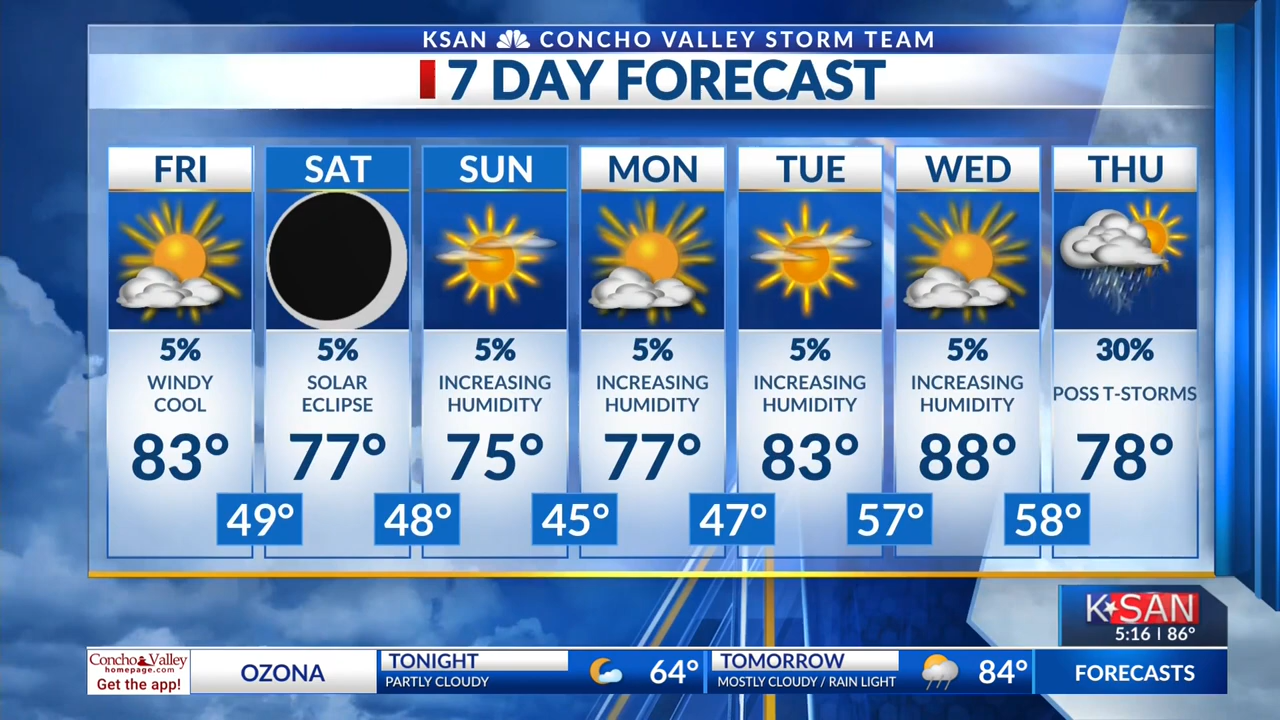 KSAN CONCHO VALLEY STORM TEAM
7 DAY FORECAST
FRI
5%
WINDY
COOL
83°
49°
SAT
5%
SOLAR
ECLIPSE
77°
48°
SUN
5%
INCREASING
HUMIDITY
75°
45°
MON
5%
INCREASING
HUMIDITY
77°
47°
TUE
5%
INCREASING
HUMIDITY
83°
57°
WED
5%
INCREASING
HUMIDITY
88°
58°
THU
30%
POSS T-STORMS
78°
K★SAN
5:16 | 86°
Concho Valley
homepage.com
Get the app!
OZONA
TONIGHT
PARTLY CLOUDY
64°
TOMORROW
MOSTLY CLOUDY / RAIN LIGHT
84°
FORECASTS